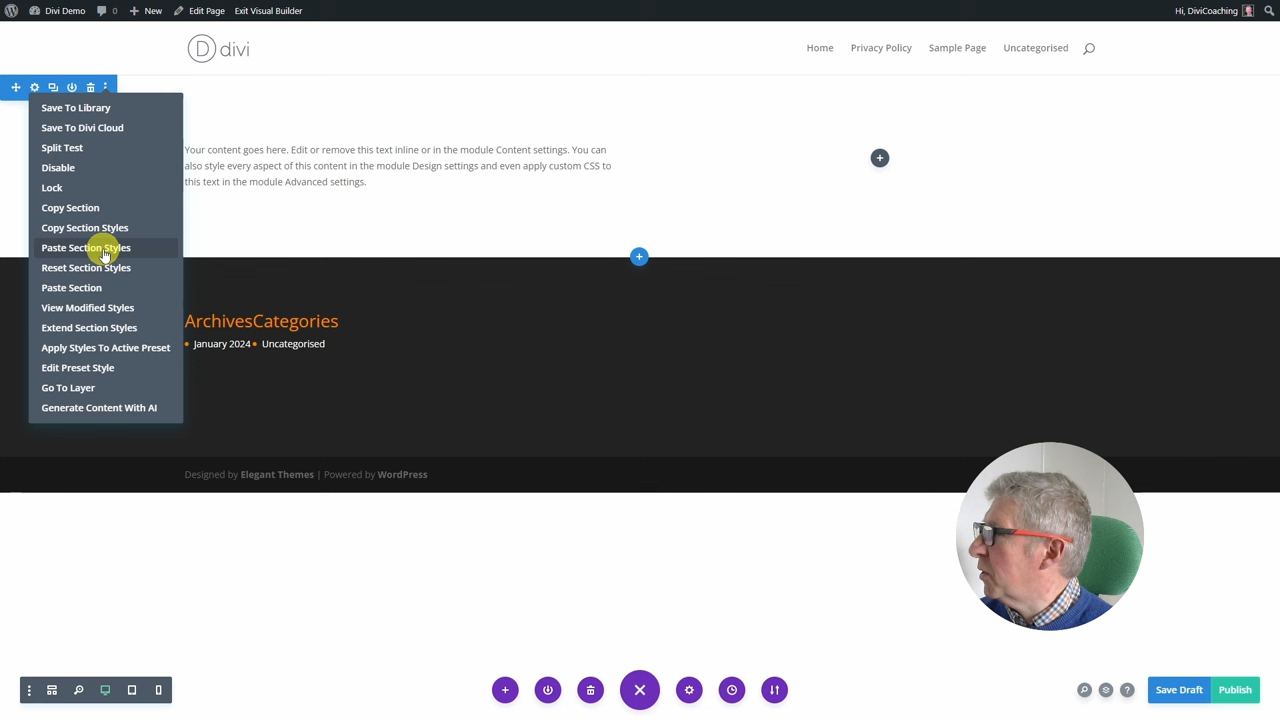 Divi Demo 0 New Edit Page Exit Visual Builder Hi, DiviCoaching
D divi Home Privacy Policy Sample Page Uncategorised
Save To Library
Save To Divi Cloud
Split Test
Disable
Lock
Copy Section
Copy Section Styles
Paste Section Styles
Reset Section Styles
Paste Section
View Modified Styles
Extend Section Styles
Apply Styles To Active Preset
Edit Preset Style
Go To Layer
Generate Content With AI
Your content goes here. Edit or remove this text inline or in the module Content settings. You can
also style every aspect of this content in the module Design settings and even apply custom CSS to
this text in the module Advanced settings.
ArchivesCategories
January 2024 Uncategorised
Designed by Elegant Themes | Powered by WordPress
Save Draft Publish